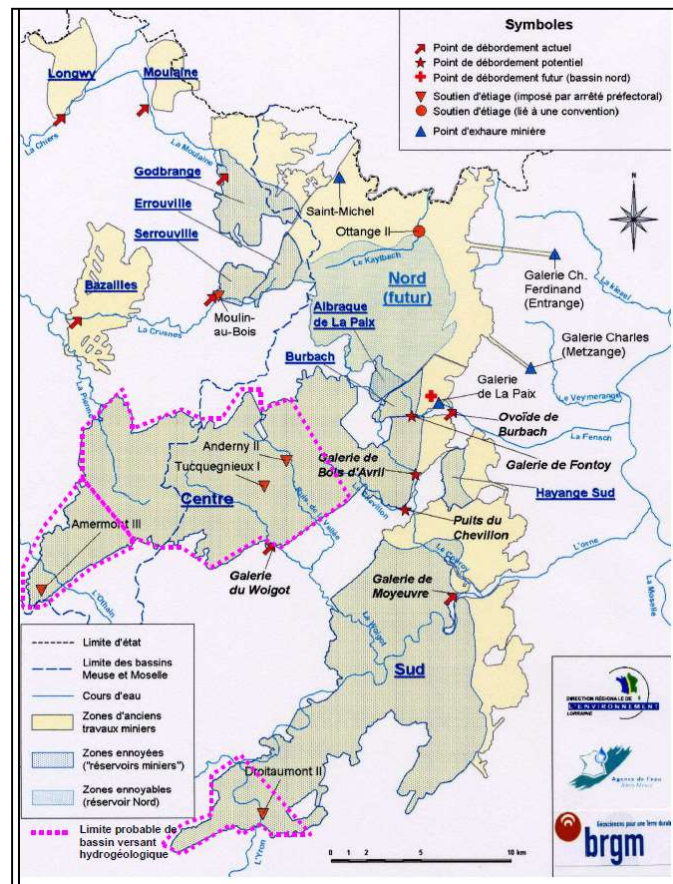 Symboles
Point de débordement actuel
Point de débordement potentiel
Point de débordement futur (bassin nord)
Soutien d'étiage (imposé par arrêté préfectoral)
Soutien d'étiage (lié à une convention)
Point d'exhaure minière
Longwy
Moulaine
La Chiers
La Moulaine
Godbrange
Errouville
Serrouville
Saint-Michel
Ottange II
Le Kaylbach
N
Galerie Ch.
Ferdinand
(Entrange)
La kiesel
Nord
(futur)
Bazailles
Moulin-
au-Bois
La Crusnes
Albraque
de La Paix
Galerie Charles
(Metzange)
Burbach
Galerie
de La Paix
Le Veymerange
La Pienne
Ovoïde de
Burbach
La Fensch
Galerie de Fontoy
Anderny II
Tucquegnieux I
Galerie de
Bois d'Avril
Centre
Hayange Sud
Amermont III
Puits du
Chevillon
Galerie
du Woigot
L'orne
Galerie de
Moyeuvre
La Moselle
L'Othain
Le Woigot
Sud
Limite d'état
Limite des bassins
Meuse et Moselle
Cours d'eau
Zones d'anciens
travaux miniers
Zones ennoyées
("réservoirs miniers")
Zones ennoyables
(réservoir Nord)
Limite probable de
bassin versant
hydrogéologique
Droitaumont II
L'Yron
0
5
10 km
DIRECTION RÉGIONALE DE
L'ENVIRONNEMENT
LORRAINE
Agence de l'eau
Géosciences pour une Terre durable
brgm